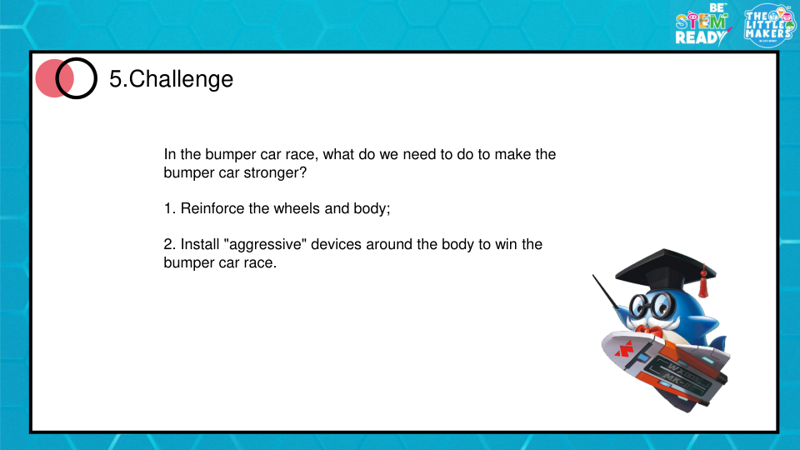 BE
STEM
READY
THE
LITTLE
MAKERS
5.Challenge
In the bumper car race, what do we need to do to make the
bumper car stronger?
1. Reinforce the wheels and body;
2. Install "aggressive" devices around the body to win the
bumper car race.